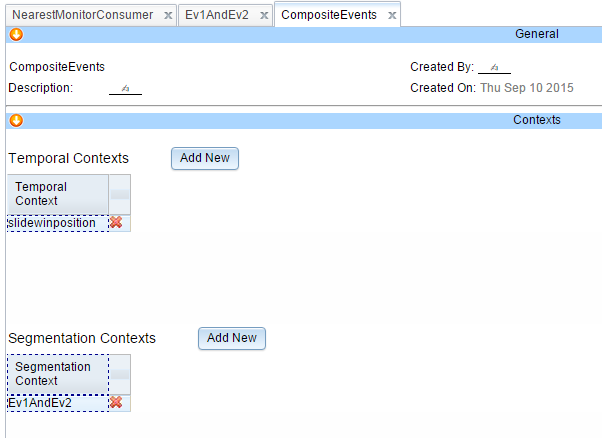 NearestMonitorConsumer Ev1AndEv2 CompositeEvents
General
CompositeEvents Created By:
Description: Created On: Thu Sep 10 2015
Contexts
Temporal Contexts Add New
Temporal
Context
slidewinposition
Segmentation Contexts Add New
Segmentation
Context
Ev1AndEv2